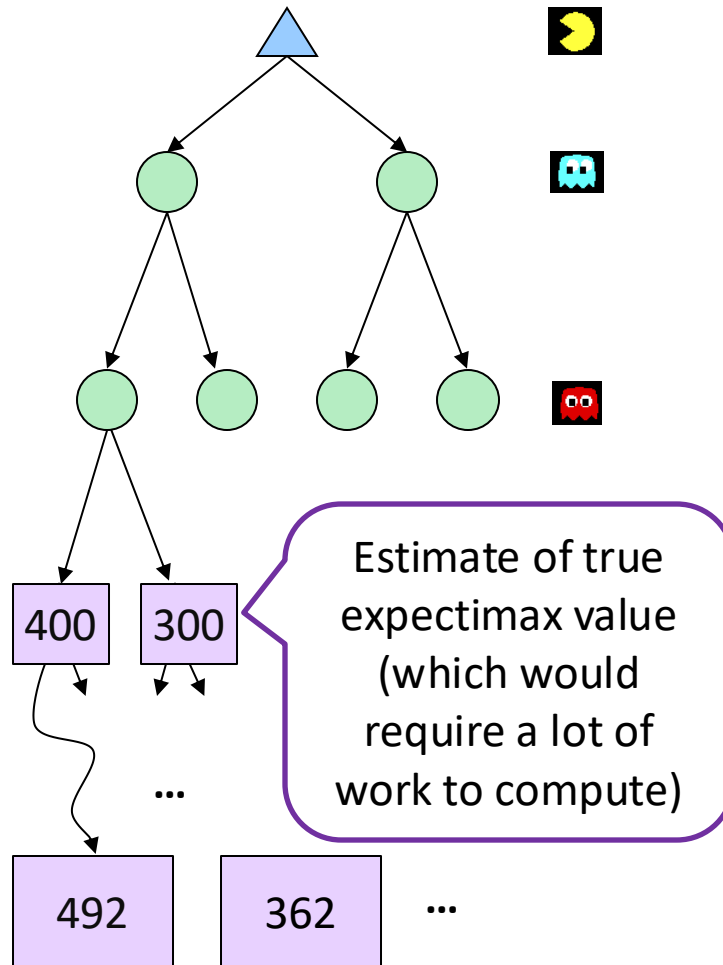 400
300
Estimate of true
expectimax value
(which would
require a lot of
work to compute)
...
492
362
...